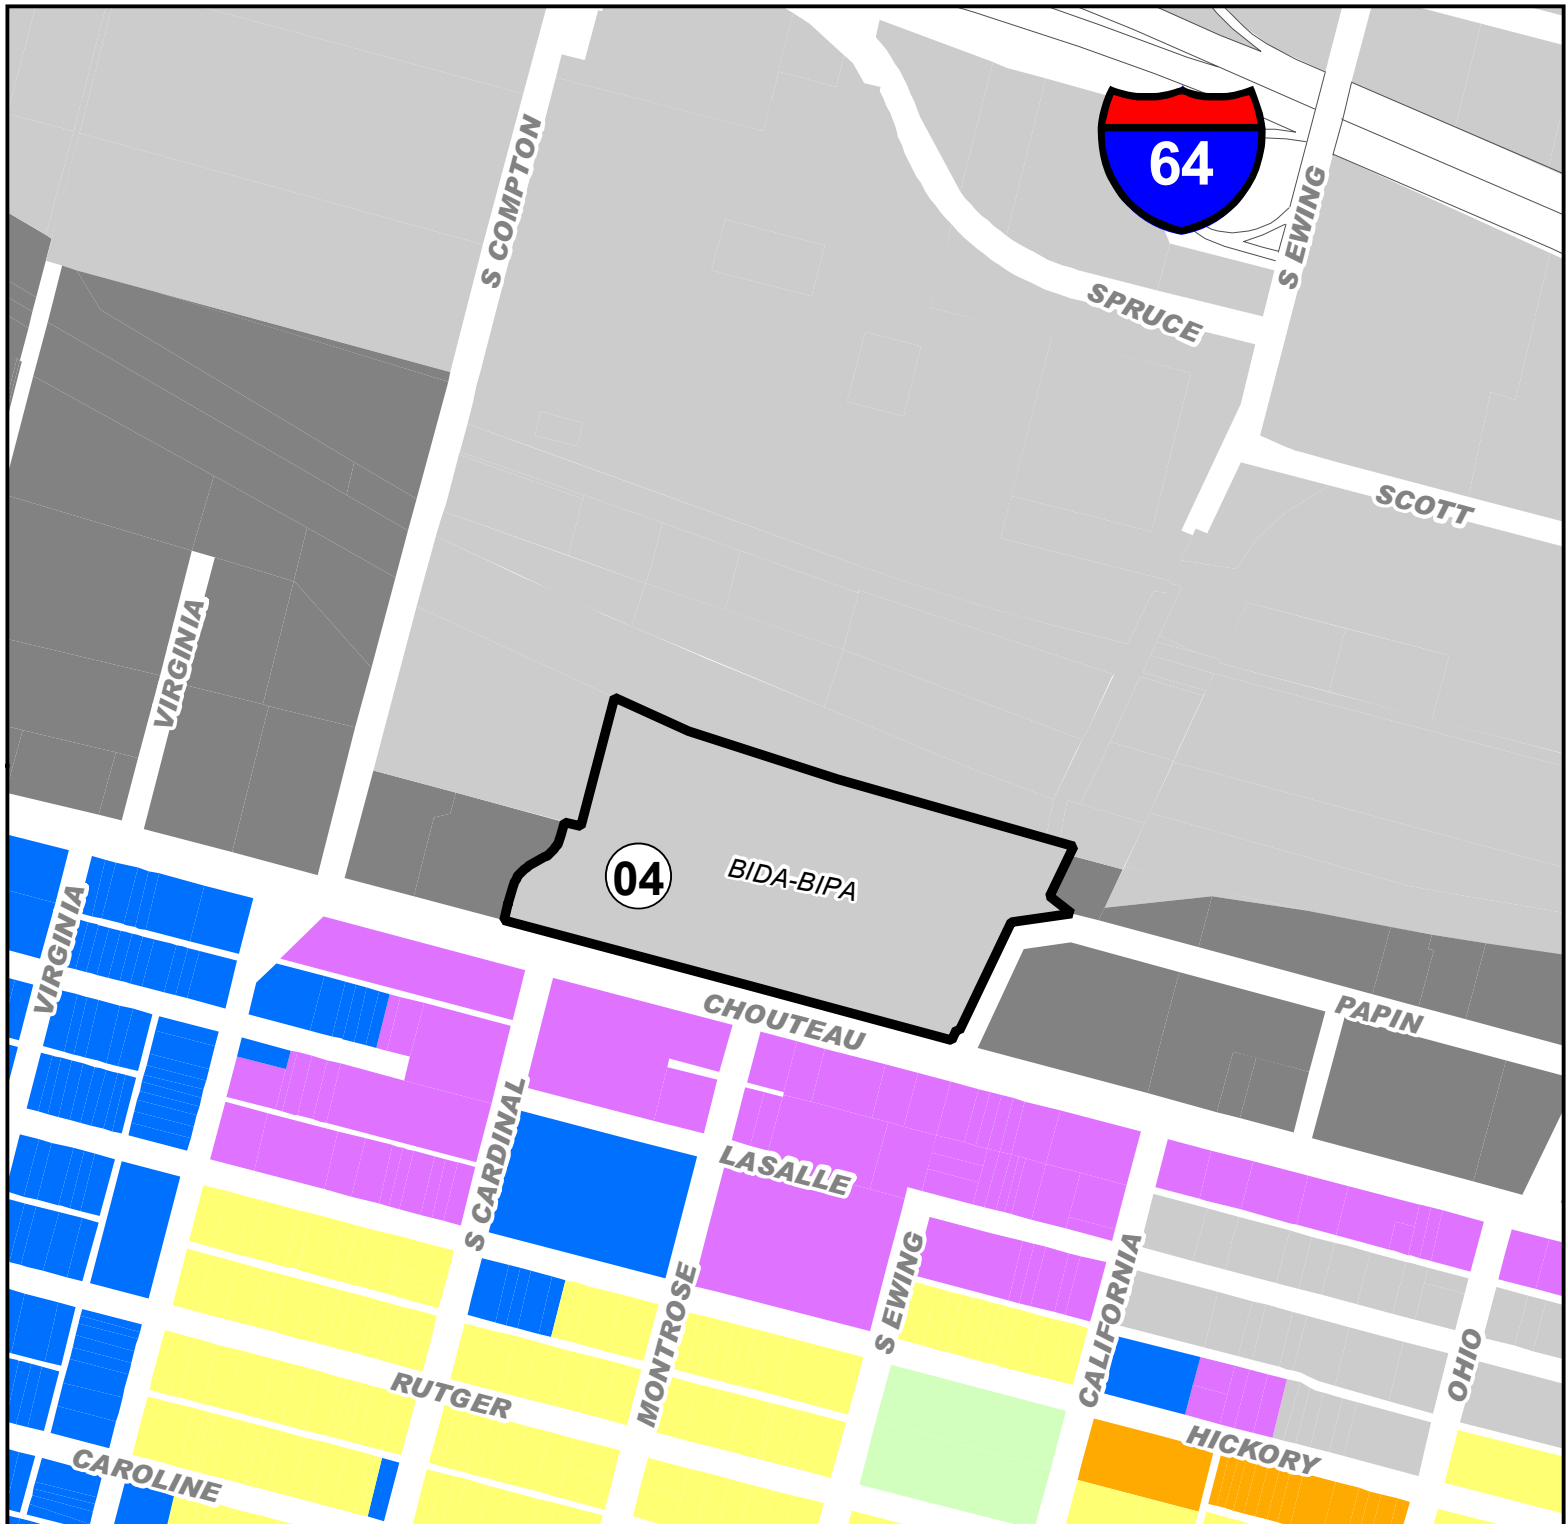 S COMPTON
64
S EWING
SPRUCE
SCOTT
VIRGINIA
04
BIDA-BIPA
VIRGINIA
CHOUTEAU
PAPIN
S CARDINAL
LASALLE
S EWING
CALIFORNIA
MONTROSE
OHIO
RUTGER
HICKORY
CAROLINE